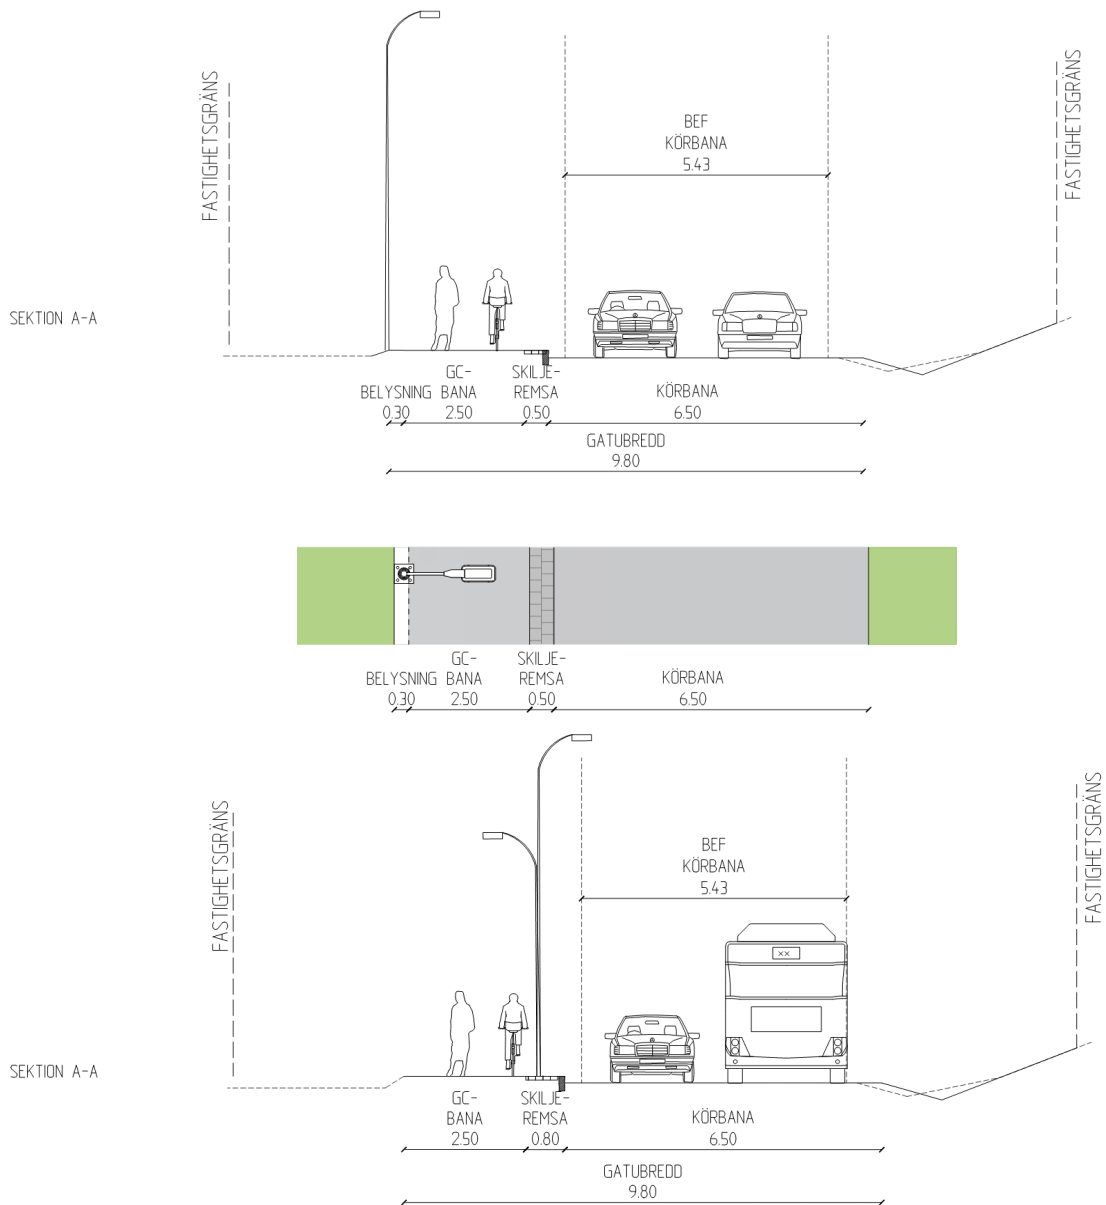 FASTIGHETSGRÄNS
FASTIGHETSGRÄNS
BEF
KÖRBANA
5.43
SEKTION A-A
GC-
BELYSNING BANA
0.30 2.50
SKILJE-
REMSA
0.50
KÖRBANA
6.50
GATUBREDD
9.80
GC-
BELYSNING BANA
0.30 2.50
SKILJE-
REMSA
0.50
KÖRBANA
6.50
FASTIGHETSGRÄNS
FASTIGHETSGRÄNS
BEF
KÖRBANA
5.43
XX
SEKTION A-A
GC-
BANA
2.50
SKILJE-
REMSA
0.80
KÖRBANA
6.50
GATUBREDD
9.80